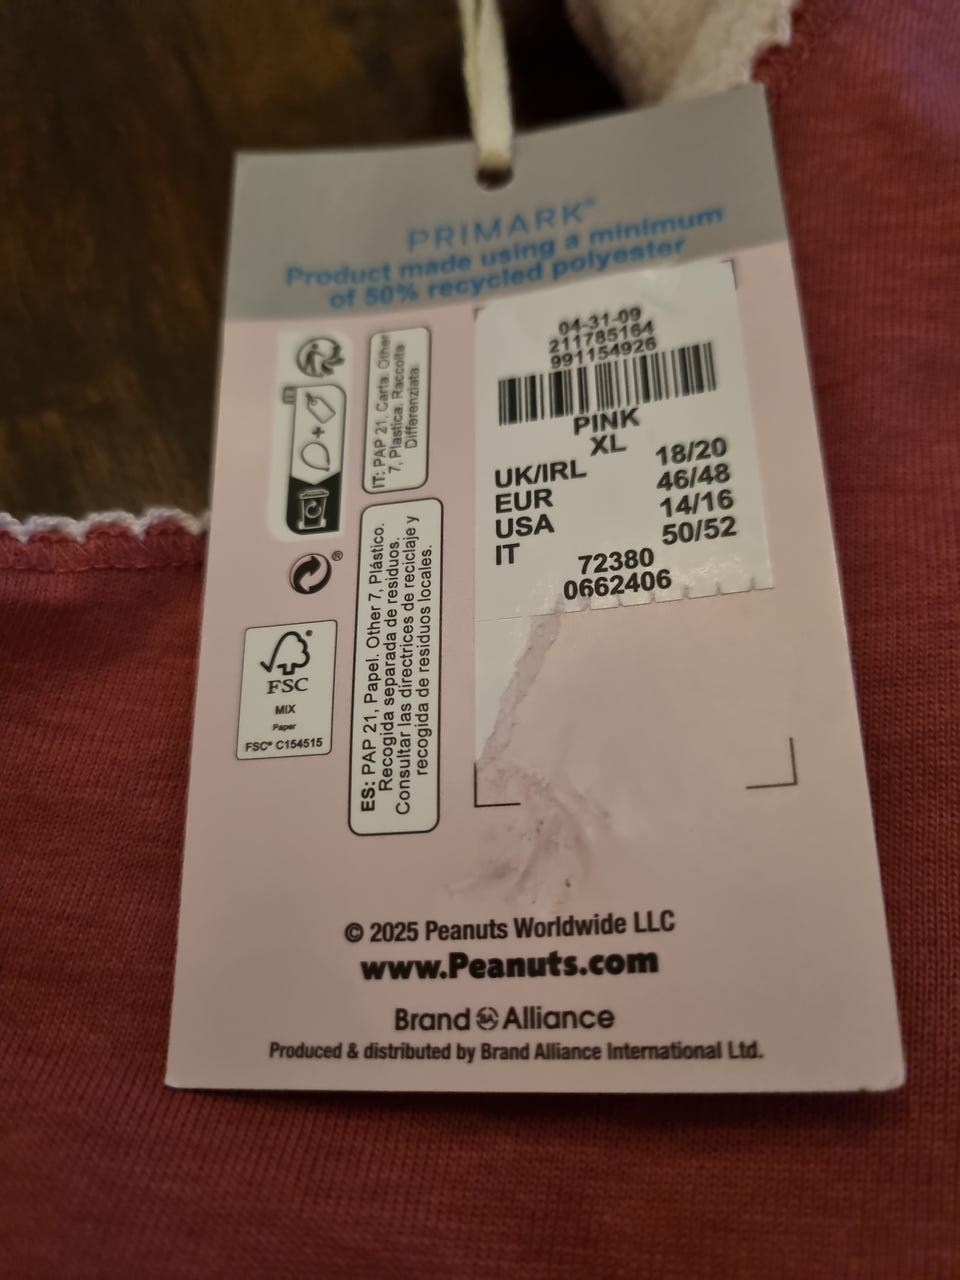 PRIMARK®
Product made using a minimum
of 50% recycled polyester
04-31-09
211785164
991154926
PINK
XL
UK/IRL 18/20
EUR 46/48
USA 14/16
IT 50/52
72380
0662406
IT: PAP 21, Carta. Other
7, Plastica. Raccolta
Differenziata.
ES: PAP 21, Papel. Other 7, Plástico.
Recogida separada de residuos.
Consultar las directrices de reciclaje y
recogida de residuos locales.
®
FSC
MIX
Paper
FSC® C154515
© 2025 Peanuts Worldwide LLC
www.Peanuts.com
Brand BA Alliance
Produced & distributed by Brand Alliance International Ltd.